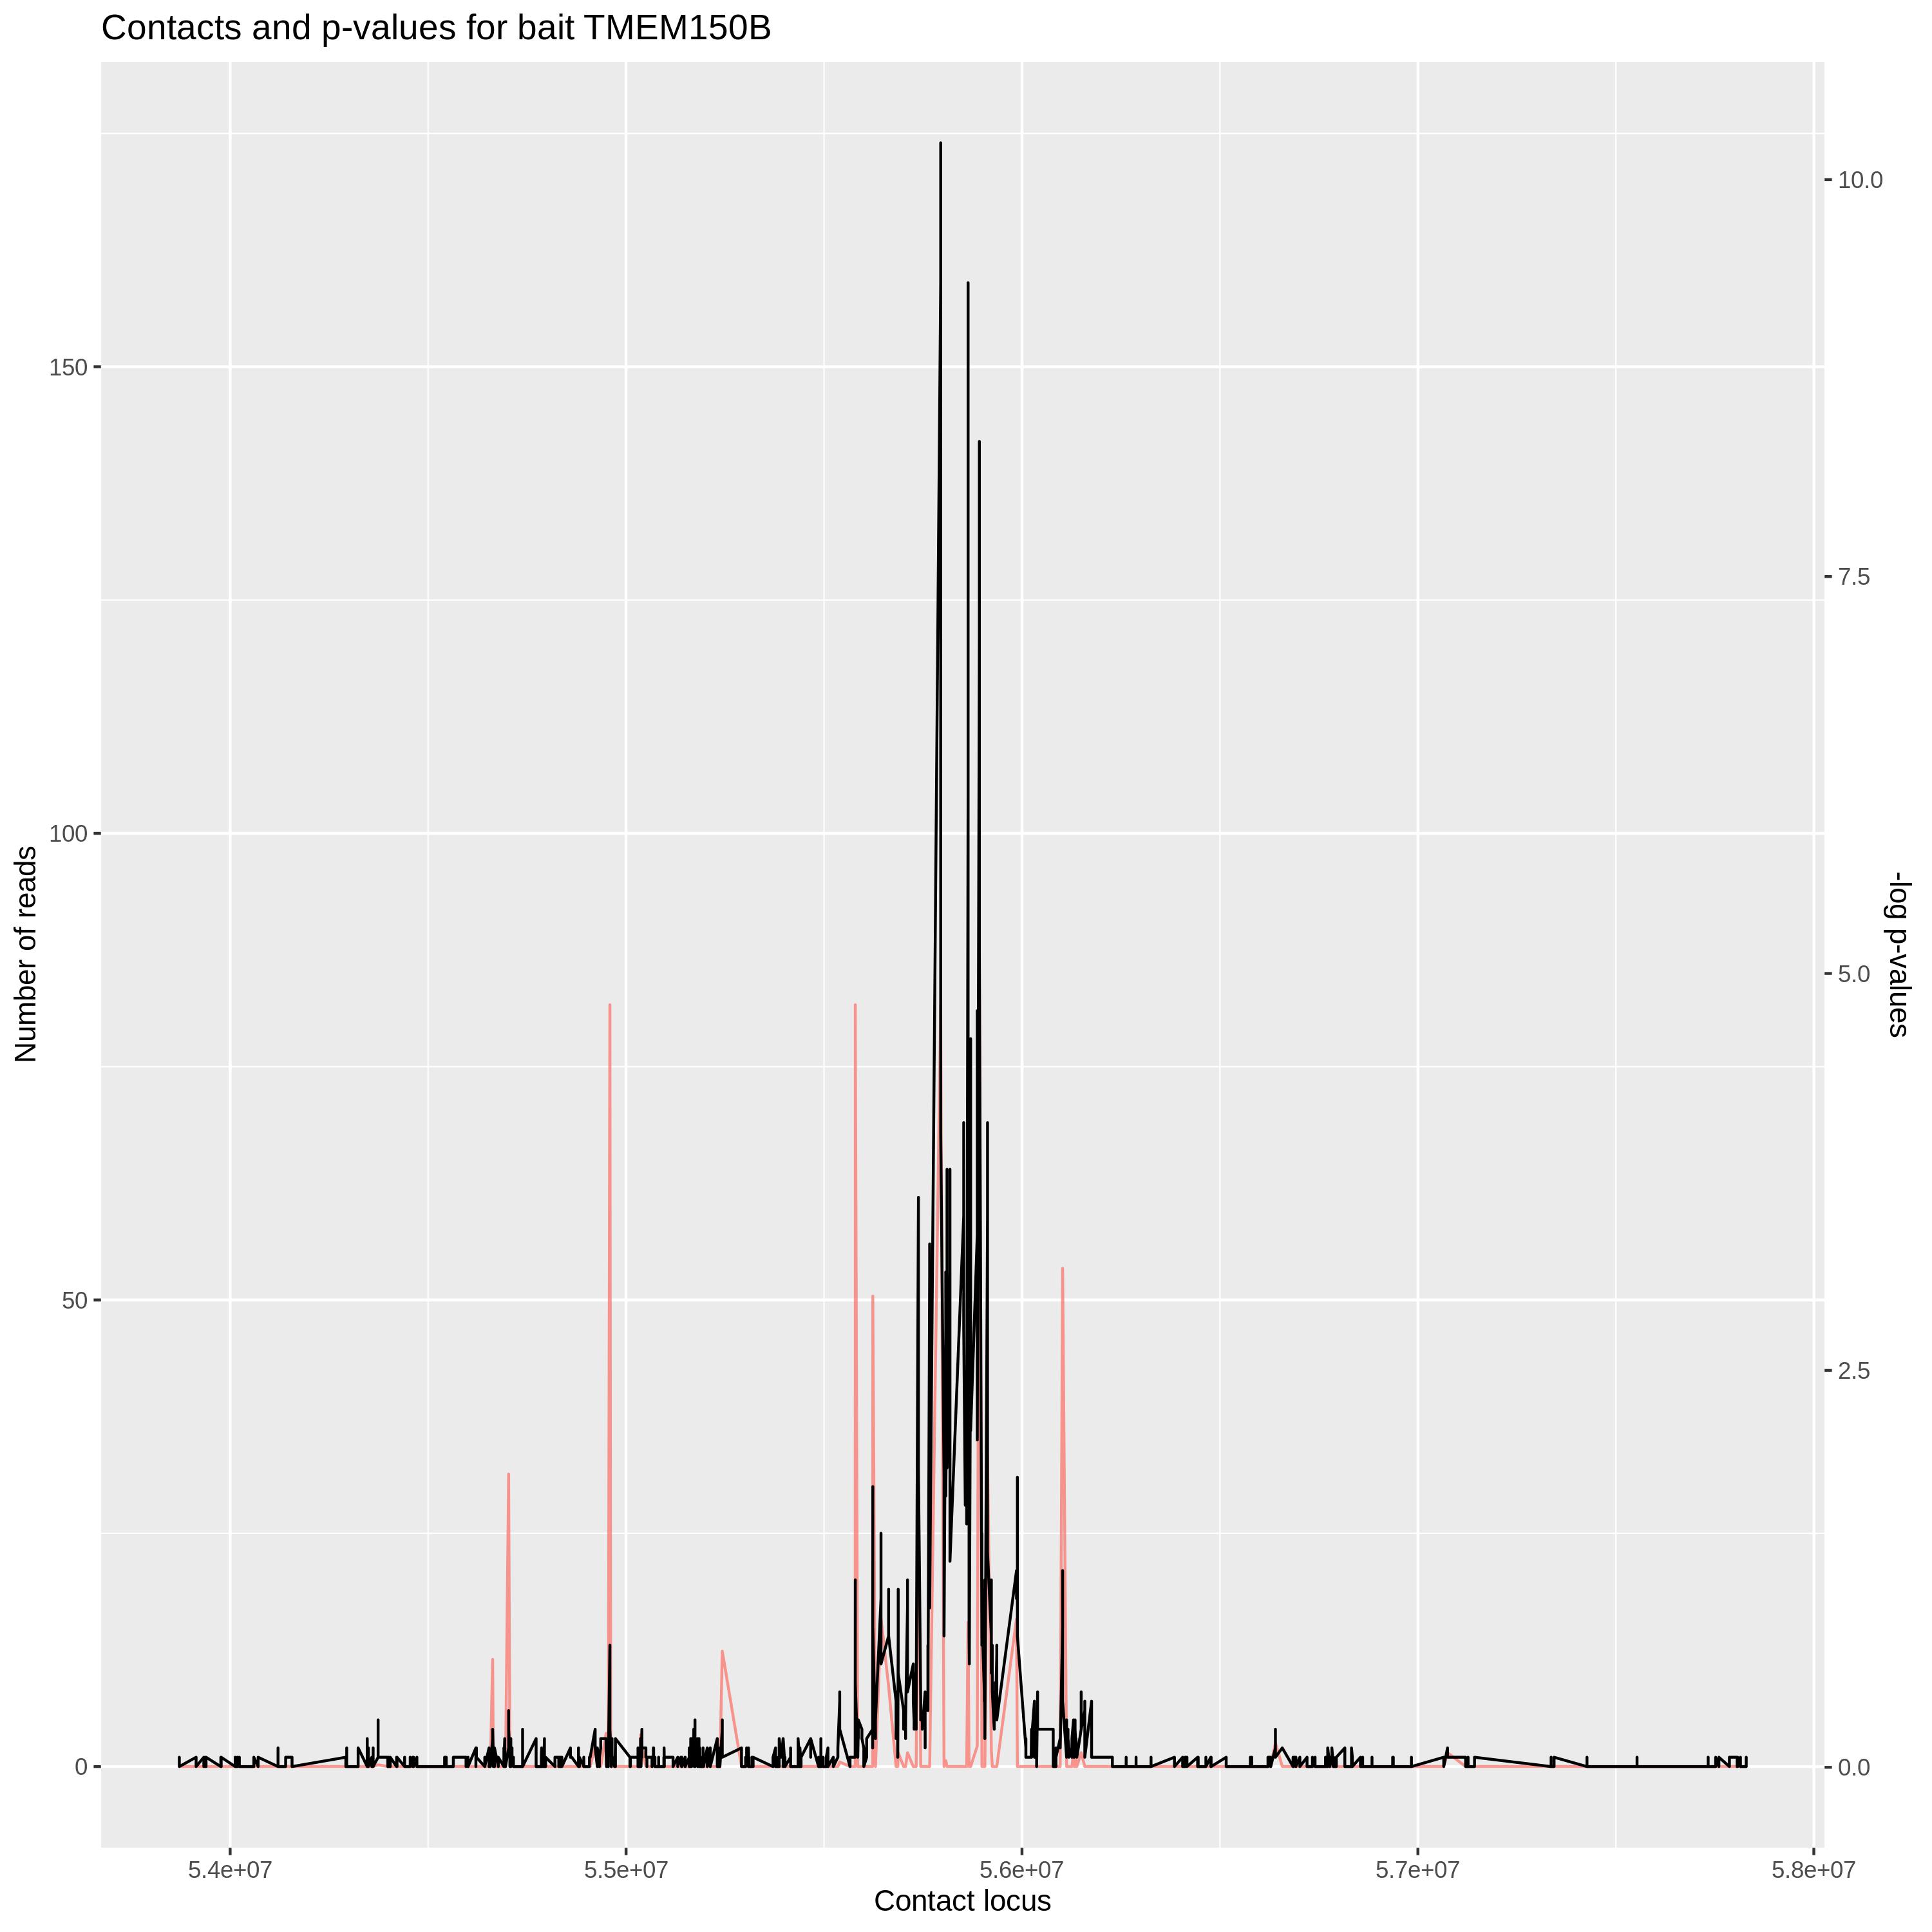 Contacts and p-values for bait TMEM150B
150
100
50
0
Number of reads
10.0
7.5
5.0
2.5
0.0
-log p-values
5.4e+07 5.5e+07 5.6e+07 5.7e+07 5.8e+07
Contact locus